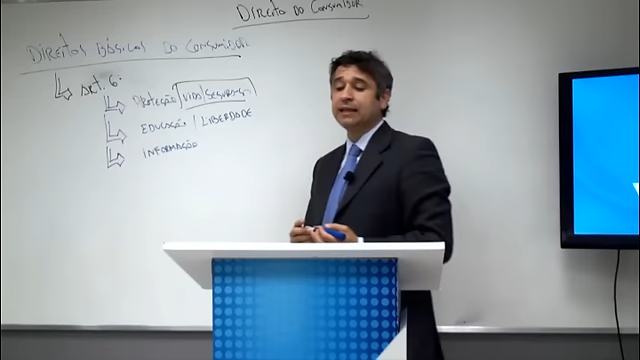 DIREITO DO CONSUMIDOR
DIREITOS BÁSICOS DO CONSUMIDOR
ART. 6º
PROTEÇÃO VIDA/SEGURANÇA
EDUCAÇÃO / LIBERDADE
INFORMAÇÃO